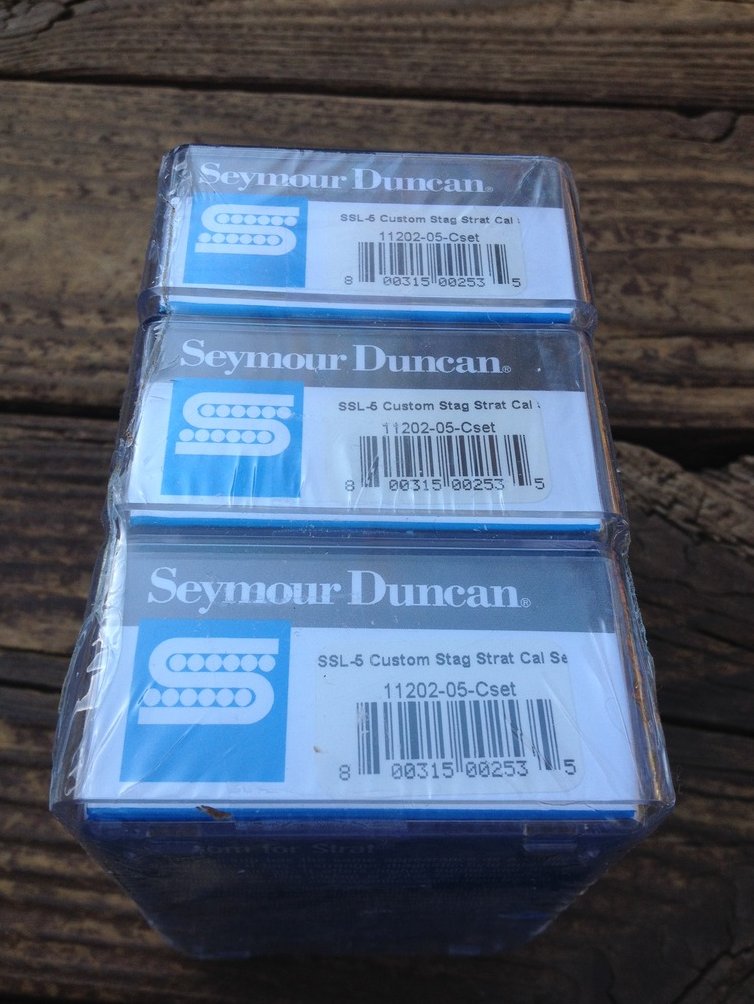 Seymour Duncan®
SSL-5 Custom Stag Strat Cal
11202-05-Cset
8 00315 00253 5
Seymour Duncan®
SSL-5 Custom Stag Strat Cal
11202-05-Cset
8 00315 00253 5
Seymour Duncan®
SSL-5 Custom Stag Strat Cal Se
11202-05-Cset
8 00315 00253 5
for Strat